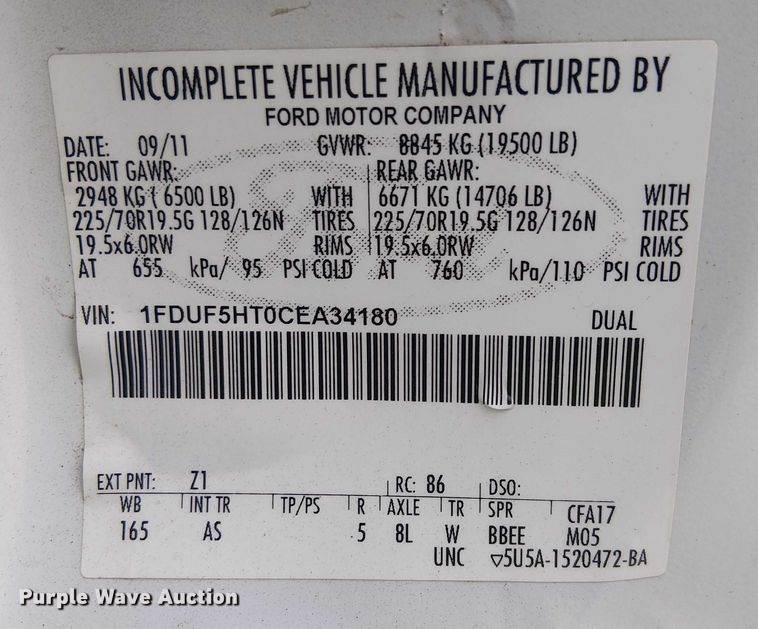 INCOMPLETE VEHICLE MANUFACTURED BY
FORD MOTOR COMPANY
DATE: 09/11 GVWR: 8845 KG (19500 LB)
FRONT GAWR: REAR GAWR:
2948 KG ( 6500 LB) WITH 6671 KG (14706 LB) WITH
225/70R19.5G 128/126N TIRES 225/70R19.5G 128/126N TIRES
19.5x6.0RW RIMS 19.5x6.0RW RIMS
AT 655 kPa/ 95 PSI COLD AT 760 kPa/110 PSI COLD
VIN: 1FDUF5HT0CEA34180 DUAL
EXT PNT: Z1 RC: 86 DSO:
WB INT TR TP/PS R AXLE TR SPR CFA17
165 AS 5 8L W BBEE M05
UNC ▽5U5A-1520472-BA
Purple Wave Auction